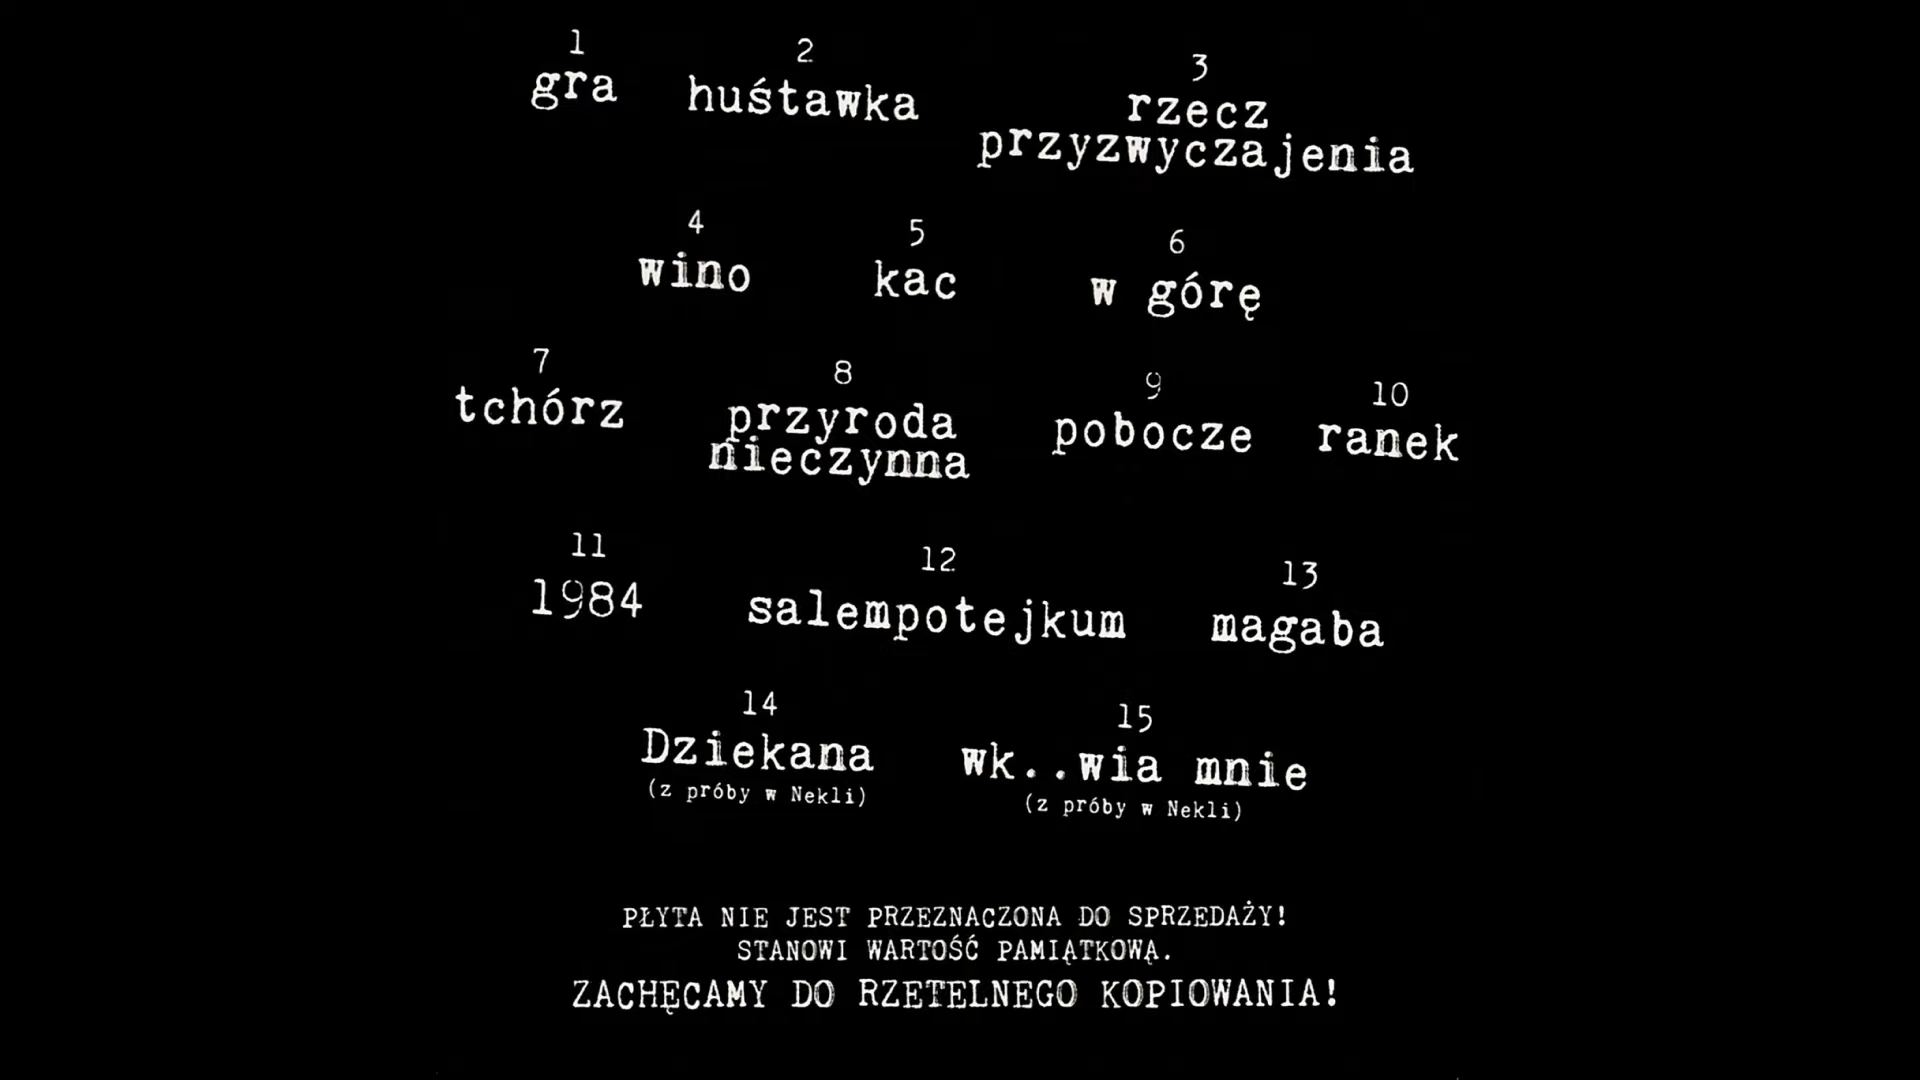 1
gra
2
huśtawka
3
rzecz
przyzwyczajenia
4
wino
5
kac
6
w górę
7
tchórz
8
przyroda
nieczynna
9
pobocze
10
ranek
11
1984
12
salempotejkum
13
magaba
14
Dziekana
(z próby w Nekli)
15
wk..wia mnie
(z próby w Nekli)
PŁYTA NIE JEST PRZEZNACZONA DO SPRZEDAŻY!
STANOWI WARTOŚĆ PAMIĄTKOWĄ.
ZACHĘCAMY DO RZETELNEGO KOPIOWANIA!